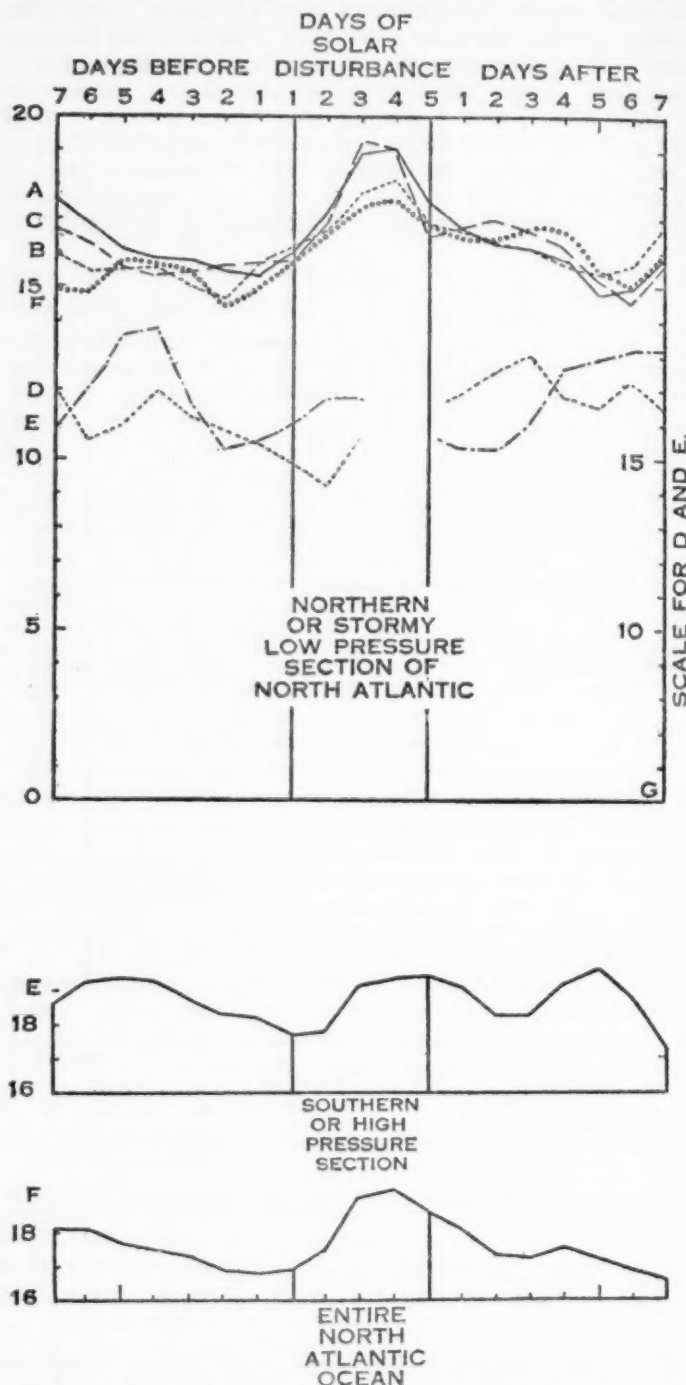 DAYS OF
SOLAR
DAYS BEFORE DISTURBANCE DAYS AFTER
7 6 5 4 3 2 1 1 2 3 4 5 1 2 3 4 5 6 7
20
A
C
B
15
F
D
E
10
15
5
10
0
SCALE FOR D AND E.
G
NORTHERN
OR STORMY
LOW PRESSURE
SECTION OF
NORTH ATLANTIC
E
18
16
SOUTHERN
OR HIGH
PRESSURE
SECTION
F
18
16
ENTIRE
NORTH
ATLANTIC
OCEAN